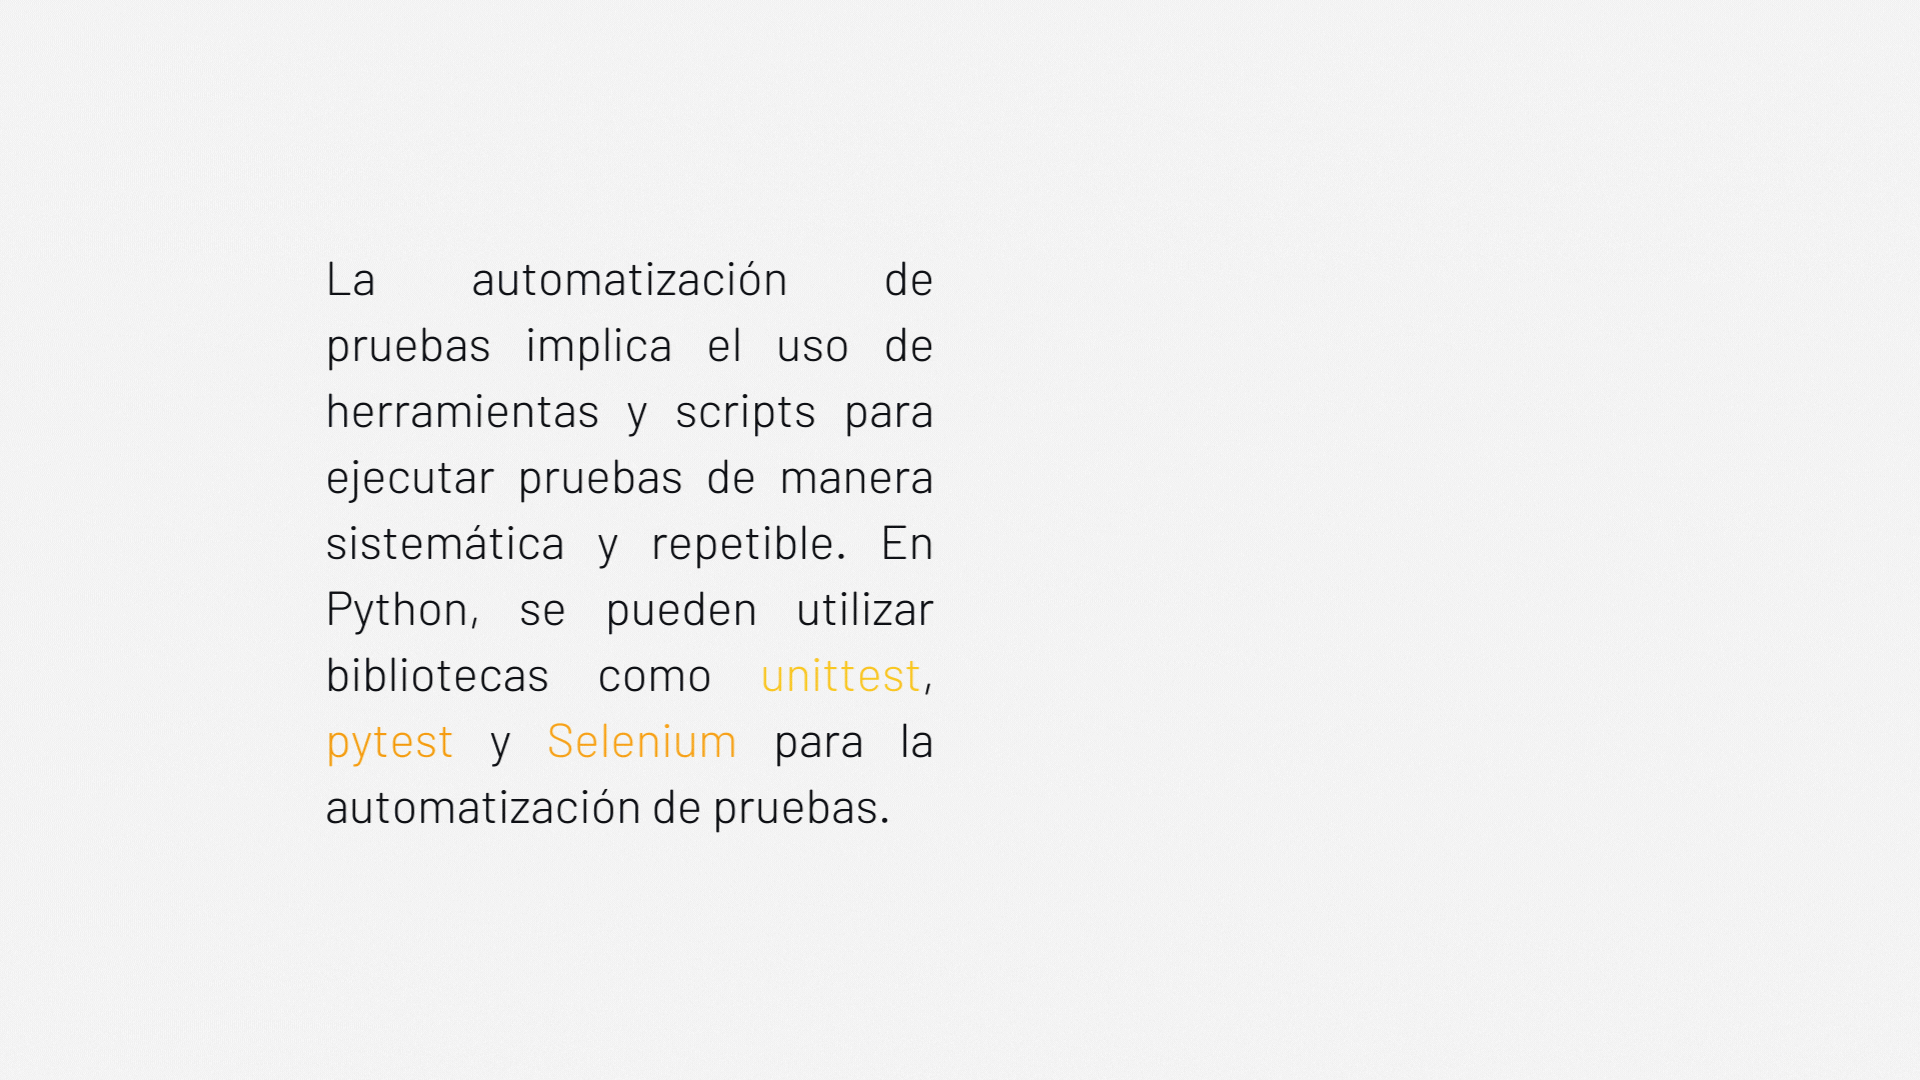 La automatización de
pruebas implica el uso de
herramientas y scripts para
ejecutar pruebas de manera
sistemática y repetible. En
Python, se pueden utilizar
bibliotecas como unittest,
pytest y Selenium para la
automatización de pruebas.